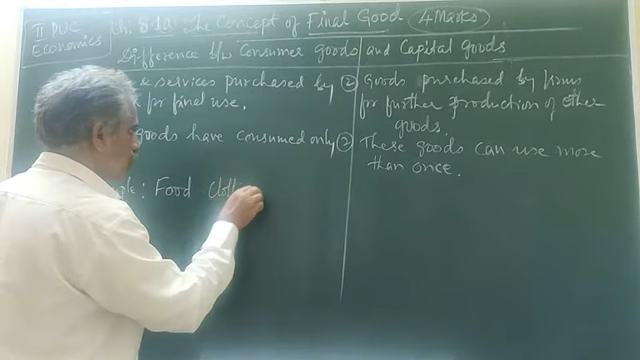 II PUC
Economics
Ch: 8.1a: The Concept of Final Good (4 Marks)
Difference b/w Consumer goods and Capital goods
& services purchased by
for final use.
goods have consumed only
: Food Cloth
② Goods purchased by firms
for further production of other
goods.
② These goods can use more
than once.